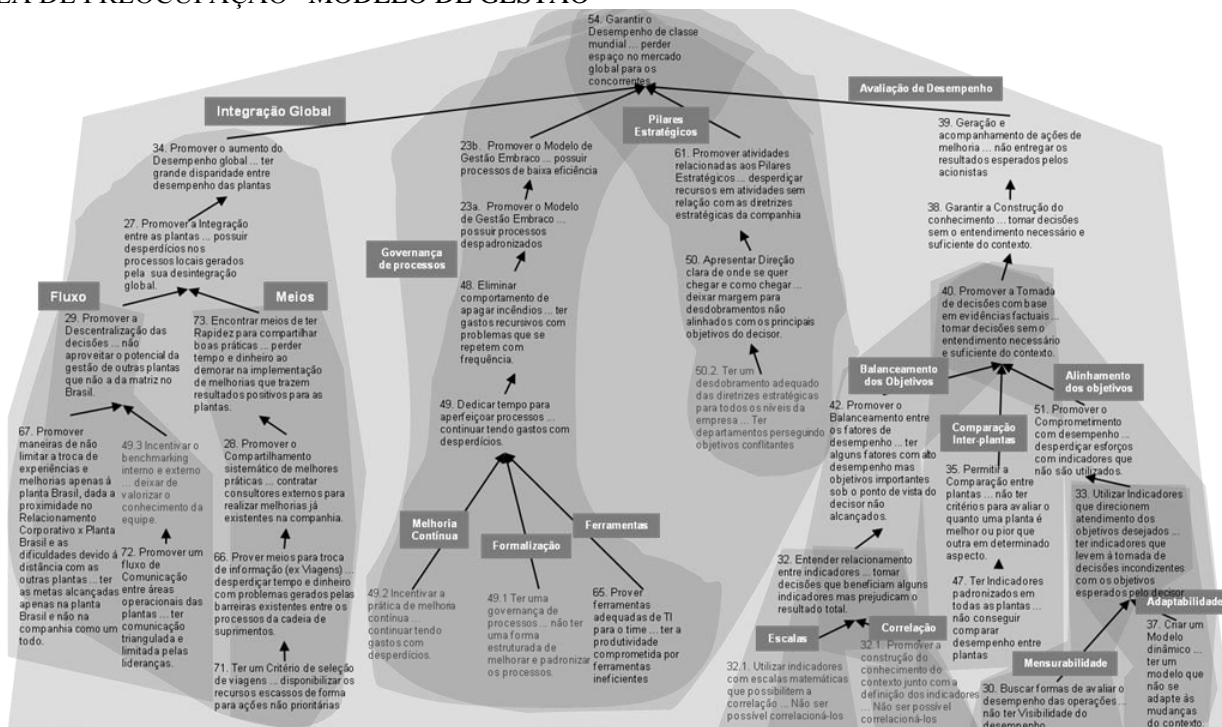 ÁREA DE PREOCUPAÇÃO "MODELO DE GESTÃO"
54. Garantir o
Desempenho de classe
mundial ... perder
espaço no mercado
global para os
concorrentes
Integração Global
34. Promover o aumento do
Desempenho global ... ter
grande disparidade entre
desempenho das plantas
27. Promover a Integração
entre as plantas ... possuir
desperdícios nos
processos locais gerados
pela sua desintegração
global.
Fluxo
29. Promover a
Descentralização das
decisões ... não
aproveitar o potencial da
gestão de outras plantas
que não a da matriz no
Brasil.
67. Promover
maneiras de não
limitar a troca de
experiências e
melhorias apenas á
planta Brasil, dada a
proximidade no
Relacionamento
Corporativo x Planta
Brasil e as
dificuldades devido á
distância com as
outras plantas ... ter
as metas alcançadas
apenas na planta
Brasil e não na
companhia como um
todo.
49.3 Incentivar o
benchmarking
interno e externo
... deixar de
valorizar o
conhecimento da
equipe.
72. Promover um
fluxo de
Comunicação
entre áreas
operacionais das
plantas ... ter
comunicação
triangulada e
limitada pelas
lideranças.
Meios
73. Encontrar meios de ter
Rapidez para compartilhar
boas práticas ... perder
tempo e dinheiro ao
demorar na implementação
de melhorias que trazem
resultados positivos para as
plantas.
28. Promover o
Compartilhamento
sistemático de melhores
práticas ... contratar
consultores externos para
realizar melhorias já
existentes na companhia.
66. Prover meios para troca
de informação (ex Viagens) ...
desperdiçar tempo e dinheiro
com problemas gerados pelas
barreiras existentes entre os
processos da cadeia de
suprimentos.
71. Ter um Critério de seleção
de viagens ... disponibilizar os
recursos escassos de forma
para ações não prioritárias
Governança
de processos
23b. Promover o Modelo de
Gestão Embraco ... possuir
processos de baixa eficiência
23a. Promover o Modelo
de Gestão Embraco ...
possuir processos
despadronizados
48. Eliminar
comportamento de
apagar incêndios ... ter
gastos recursivos com
problemas que se
repetem com
frequência.
49. Dedicar tempo para
aperfeiçoar processos ...
continuar tendo gastos com
desperdícios.
Melhoria
Contínua
49.2 Incentivar a
prática de melhoria
contínua ...
continuar tendo
gastos com
desperdícios.
Formalização
49.1 Ter uma
governança de
processos ... não ter
uma forma
estruturada de
melhorar e padronizar
os processos.
Ferramentas
65. Prover
ferramentas
adequadas de TI
para o time ... ter a
produtividade
comprometida por
ferramentas
ineficientes
Pilares
Estratégicos
61. Promover atividades
relacionadas aos Pilares
Estratégicos ... desperdiçar
recursos em atividades sem
relação com as diretrizes
estratégicas da companhia
50. Apresentar Direção
clara de onde se quer
chegar e como chegar ...
deixar margem para
desdobramentos não
alinhados com os principais
objetivos do decisor.
50.2. Ter um
desdobramento adequado
das diretrizes estratégicas
para todos os níveis da
empresa ... Ter
departamentos perseguindo
objetivos conflitantes
Avaliação de Desempenho
39. Geração e
acompanhamento de ações de
melhoria ... não entregar os
resultados esperados pelos
acionistas
38. Garantir a Construção do
conhecimento ... tomar decisões
sem o entendimento necessário e
suficiente do contexto.
40. Promover a Tomada
de decisões com base
em evidências factuais ...
tomar decisões sem o
entendimento necessário
e suficiente do contexto.
Balanceamento
dos Objetivos
42. Promover o
Balanceamento entre
os fatores de
desempenho ... ter
alguns fatores com alto
desempenho mas
objetivos importantes
sob o ponto de vista do
decisor não
alcançados.
32. Entender relacionamento
entre indicadores ... tomar
decisões que beneficiam alguns
indicadores mas prejudicam o
resultado total.
Escalas
32.1. Utilizar indicadores
com escalas matemáticas
que possibilitem a
correlação ... Não ser
possível correlacioná-los
Correlação
32.1. Promover a
construção do
conhecimento do
contexto junto com a
definição dos indicadores
... Não ser possível
correlacioná-los
Comparação
Inter-plantas
35. Permitir a
Comparação entre
plantas ... não ter
critérios para avaliar o
quanto uma planta é
melhor ou pior que
outra em determinado
aspecto.
47. Ter Indicadores
padronizados em
todas as plantas ...
não conseguir
comparar
desempenho entre
plantas
Alinhamento
dos objetivos
51. Promover o
Comprometimento
com desempenho ...
desperdiçar esforços
com indicadores que
não são utilizados.
33. Utilizar Indicadores
que direcionem
atendimento dos
objetivos desejados ...
ter indicadores que
levem à tomada de
decisões incondizentes
com os objetivos
esperados pelo decisor
Mensurabilidade
30. Buscar formas de avaliar o
desempenho das operações ...
não ter Visibilidade do
desempenho
Adaptabilidade
37. Criar um
Modelo
dinâmico ...
ter um
modelo que
não se
adapte ás
mudanças
do contexto.